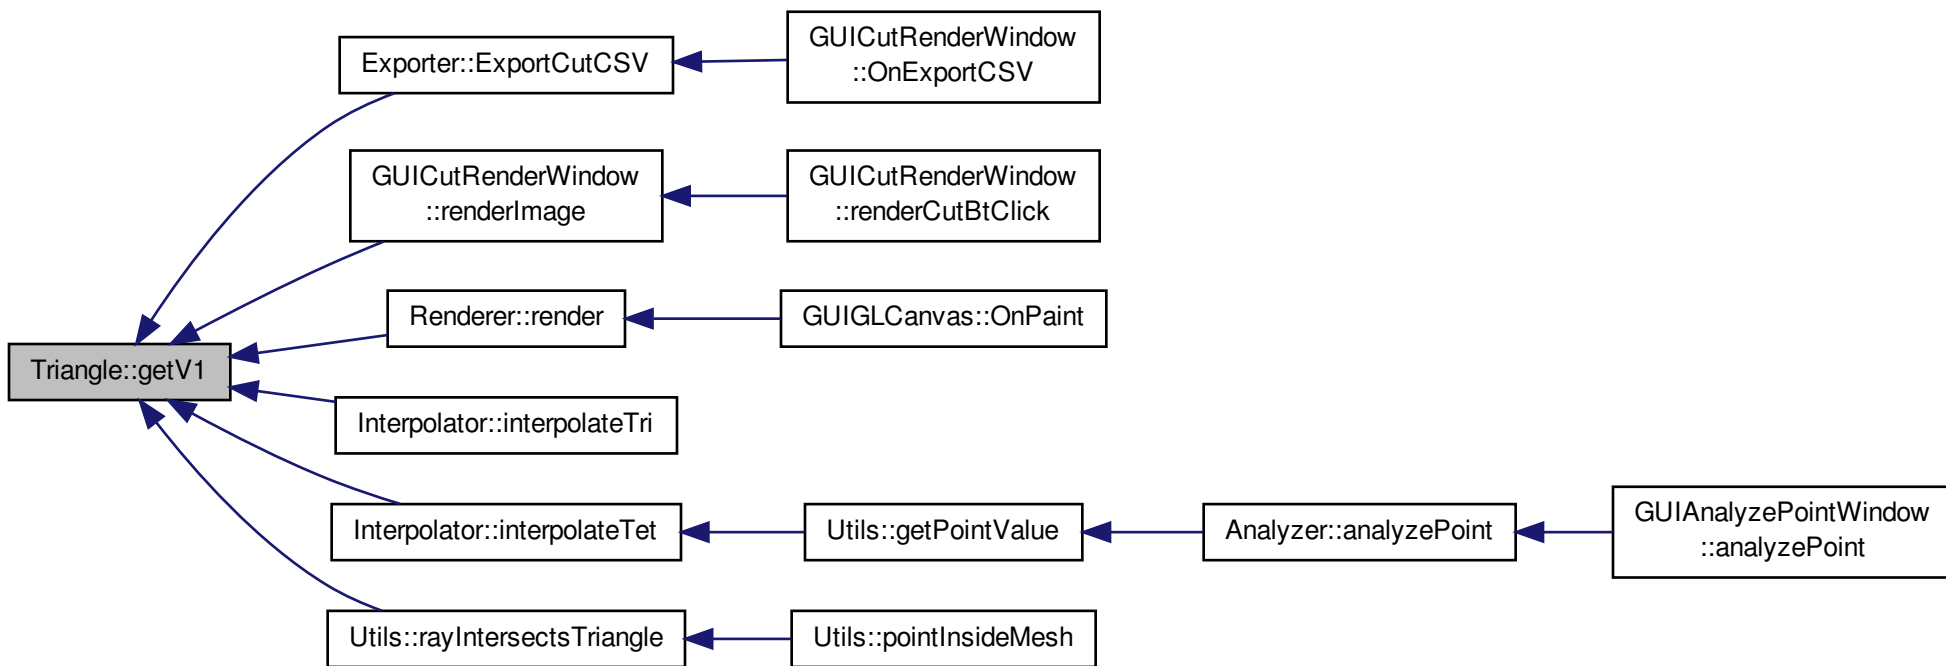 Exporter::ExportCutCSV
GUICutRenderWindow
::OnExportCSV
GUICutRenderWindow
::renderImage
GUICutRenderWindow
::renderCutBtClick
Renderer::render
GUIGLCanvas::OnPaint
Triangle::getV1
Interpolator::interpolateTri
Interpolator::interpolateTet
Utils::getPointValue
Analyzer::analyzePoint
GUIAnalyzePointWindow
::analyzePoint
Utils::rayIntersectsTriangle
Utils::pointInsideMesh